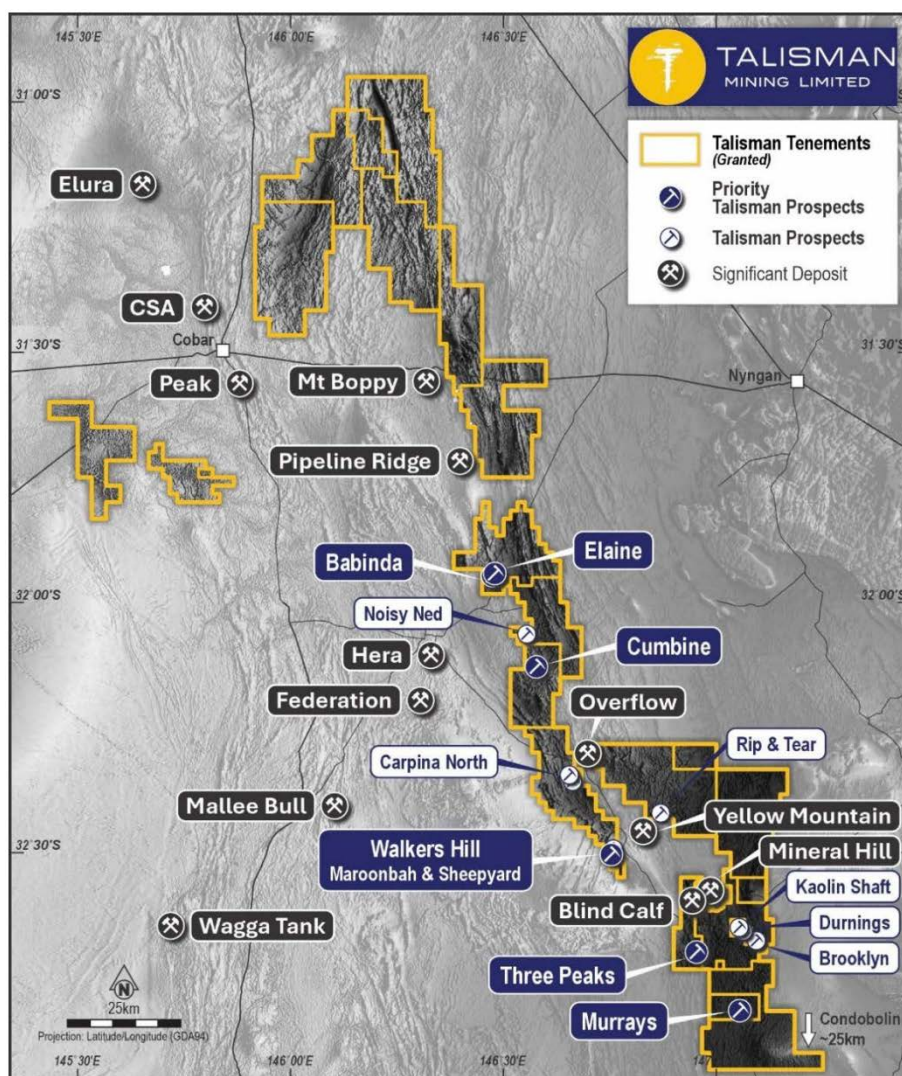 145°30'E
146°00'E
146°30'E
TALISMAN
MINING LIMITED
31°00'S
Talisman Tenements
(Granted)
Priority
Talisman Prospects
Talisman Prospects
Significant Deposit
Elura
CSA
Cobar
31°30'S
31°30'S
Peak
Mt Boppy
Nyngan
Pipeline Ridge
Babinda
Elaine
32°00'S
32°00'S
Noisy Ned
Hera
Cumbine
Federation
Overflow
Carpina North
Rip & Tear
Mallee Bull
Yellow Mountain
32°30'S
32°30'S
Walkers Hill
Maroonbah & Sheepyard
Mineral Hill
Kaolin Shaft
Blind Calf
Durnings
Wagga Tank
Brooklyn
Three Peaks
N
25km
Murrays
Condobolin
~25km
Projection: Latitude/Longitude (GDA94)
145°30'E
146°00'E
146°30'E